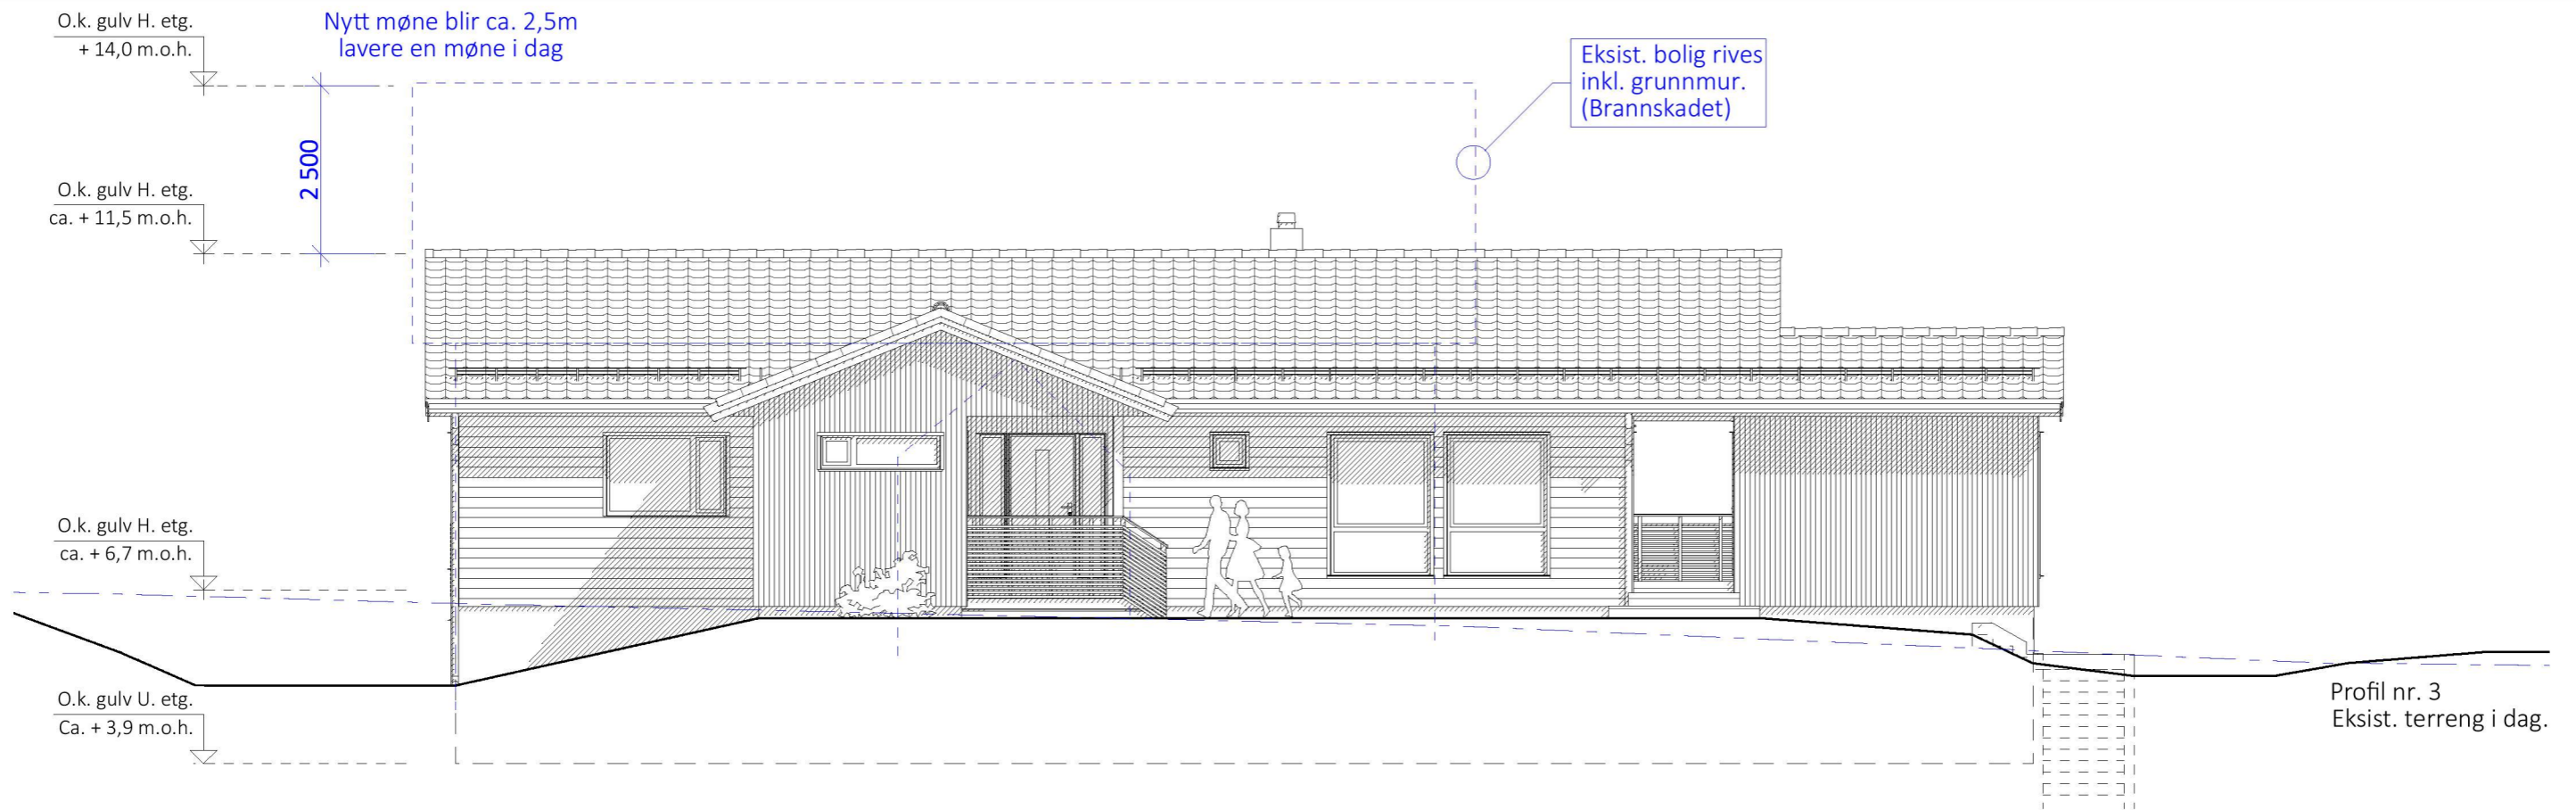 O.k. gulv H. etg.
+ 14,0 m.o.h.
Nytt møne blir ca. 2,5m
lavere en møne i dag
Eksist. bolig rives
inkl. grunnmur.
(Brannskadet)
2 500
O.k. gulv H. etg.
ca. + 11,5 m.o.h.
O.k. gulv H. etg.
ca. + 6,7 m.o.h.
O.k. gulv U. etg.
Ca. + 3,9 m.o.h.
Profil nr. 3
Eksist. terreng i dag.